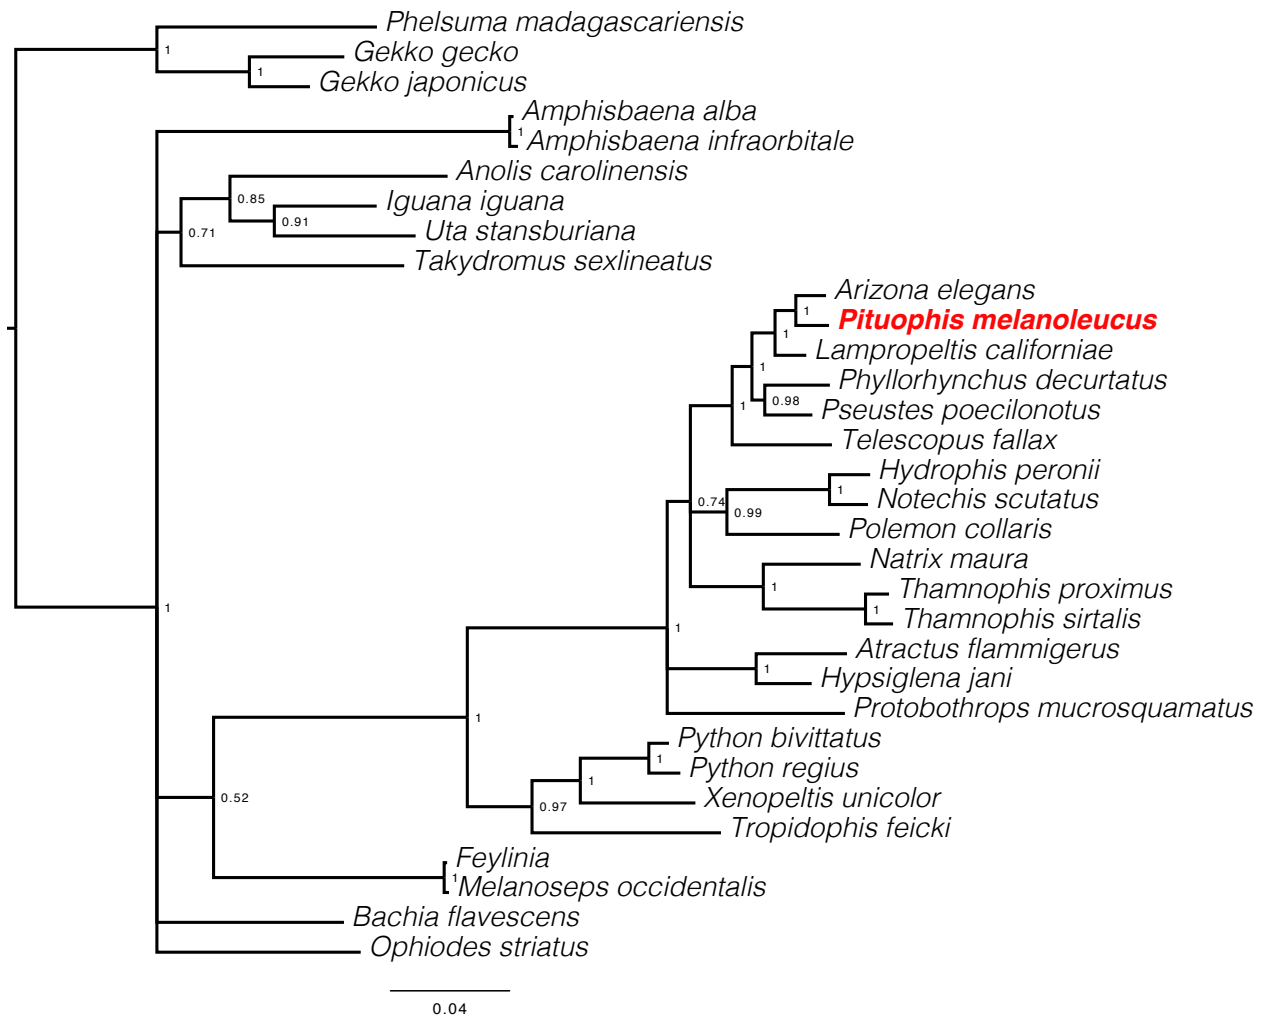 Phelsuma madagascariensis
1
Gekko gecko
1
Gekko japonicus
Amphisbaena alba
1
Amphisbaena infraorbitale
Anolis carolinensis
0.85
Iguana iguana
0.91
Uta stansburiana
0.71
Takydromus sexlineatus
Arizona elegans
1
Pituophis melanoleucus
1
Lampropeltis californiae
1
Phyllorhynchus decurtatus
0.98
1
Pseustes poecilonotus
Telescopus fallax
Hydrophis peronii
1
Notechis scutatus
0.74
0.99
Polemon collaris
Natrix maura
1
Thamnophis proximus
1
Thamnophis sirtalis
1
1
Atractus flammigerus
1
Hypsiglena jani
Protobothrops mucrosquamatus
1
Python bivittatus
1
Python regius
1
Xenopeltis unicolor
0.97
0.52
Tropidophis feicki
Feylinia
1
Melanoseps occidentalis
Bachia flavescens
Ophiodes striatus
0.04